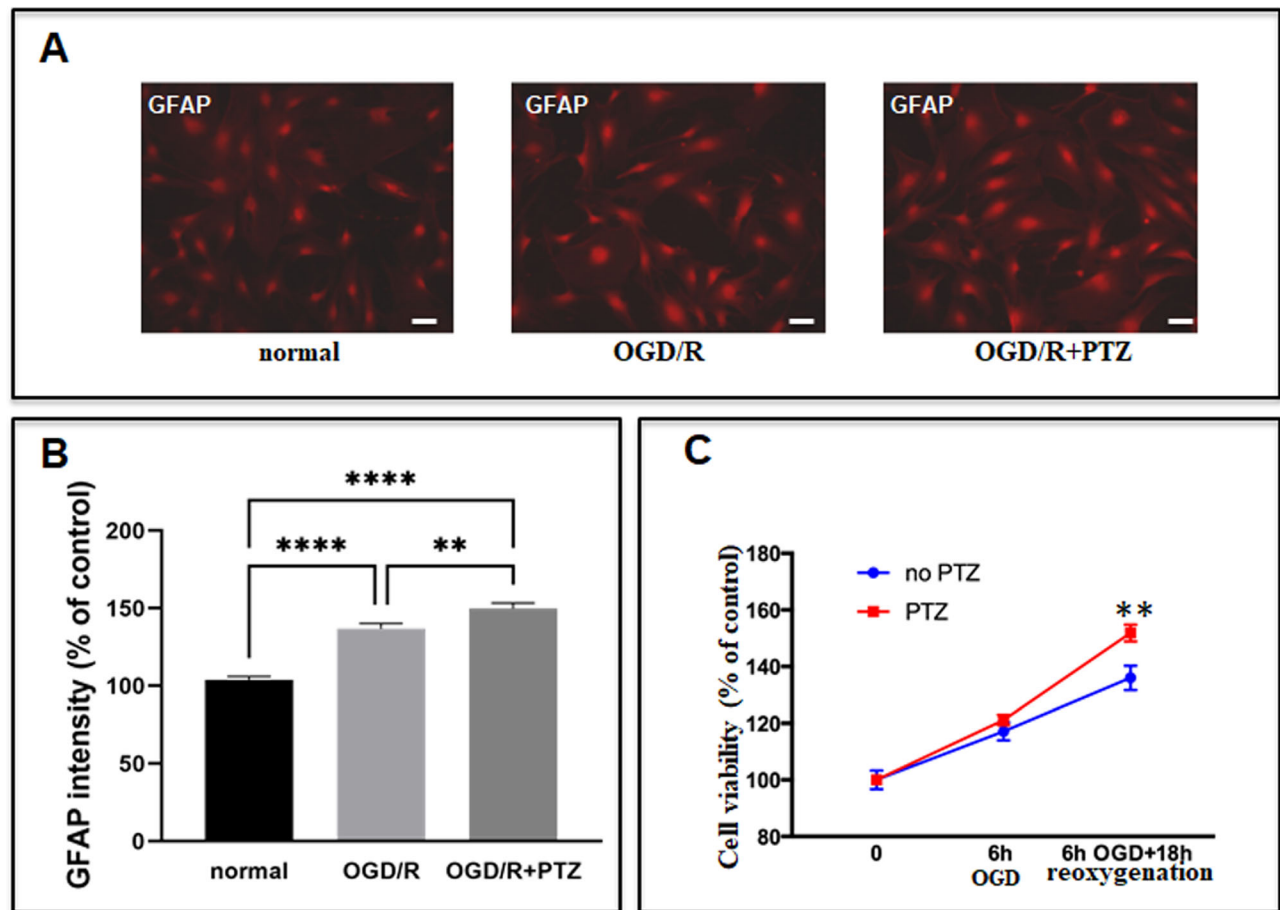 A
GFAP
GFAP
GFAP
normal
OGD/R
OGD/R+PTZ
B
GFAP intensity (% of control)
200
150
100
50
0
****
****
**
normal
OGD/R
OGD/R+PTZ
C
Cell viability (% of control)
180
160
140
120
100
80
no PTZ
PTZ
**
0
6h
OGD
6h OGD+18h
reoxygenation